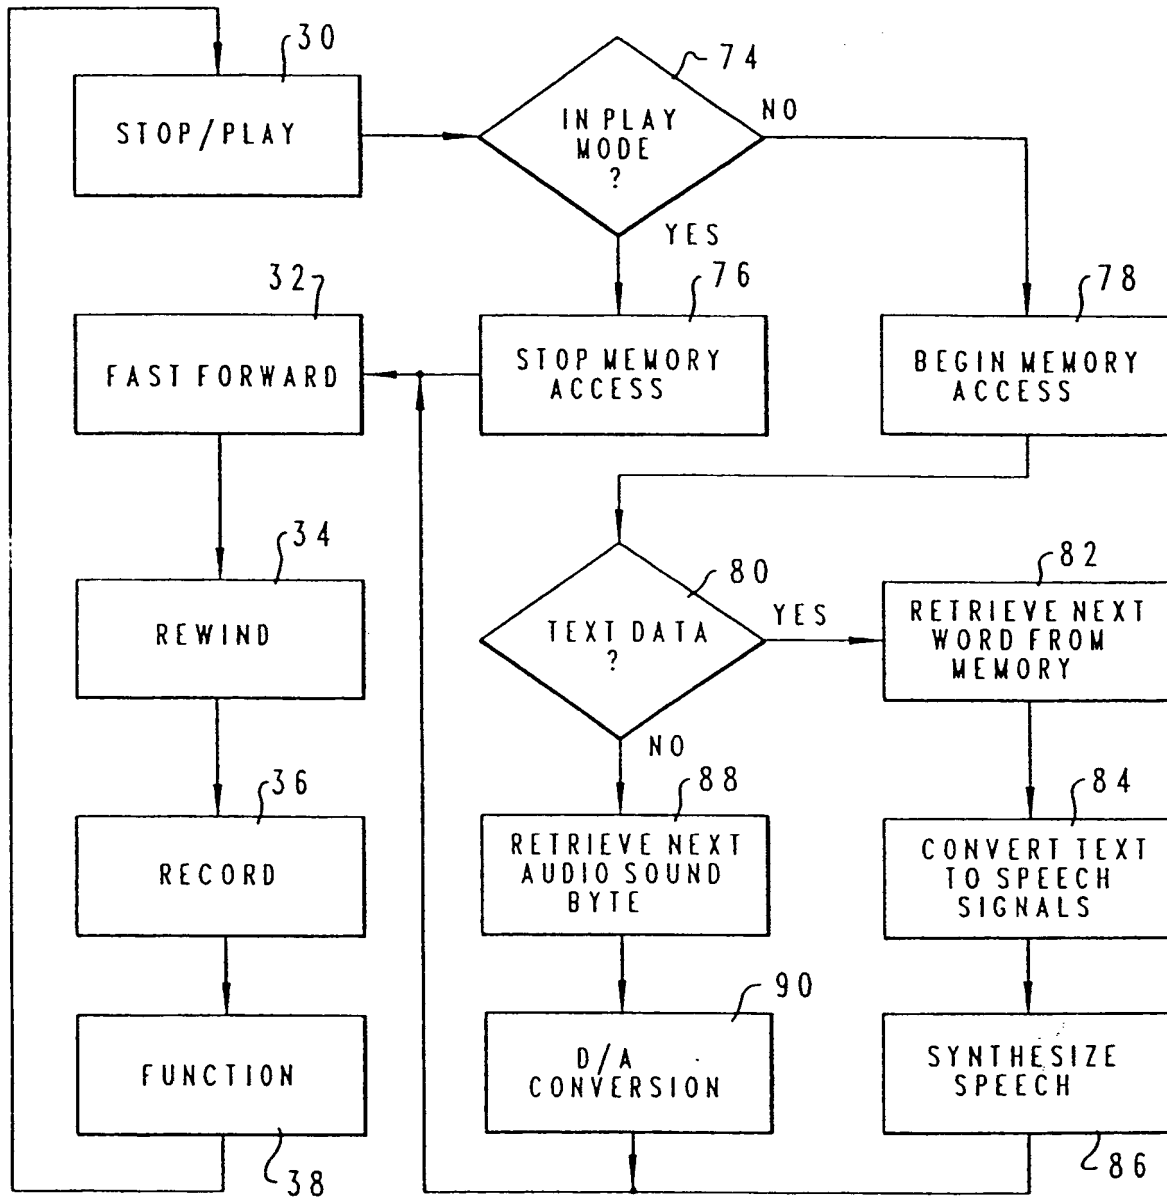 30
STOP/PLAY
74
IN PLAY
MODE
?
NO
YES
32
FAST FORWARD
76
STOP MEMORY
ACCESS
78
BEGIN MEMORY
ACCESS
34
REWIND
80
TEXT DATA
?
YES
NO
82
RETRIEVE NEXT
WORD FROM
MEMORY
36
RECORD
88
RETRIEVE NEXT
AUDIO SOUND
BYTE
84
CONVERT TEXT
TO SPEECH
SIGNALS
FUNCTION
38
90
D/A
CONVERSION
SYNTHESIZE
SPEECH
86